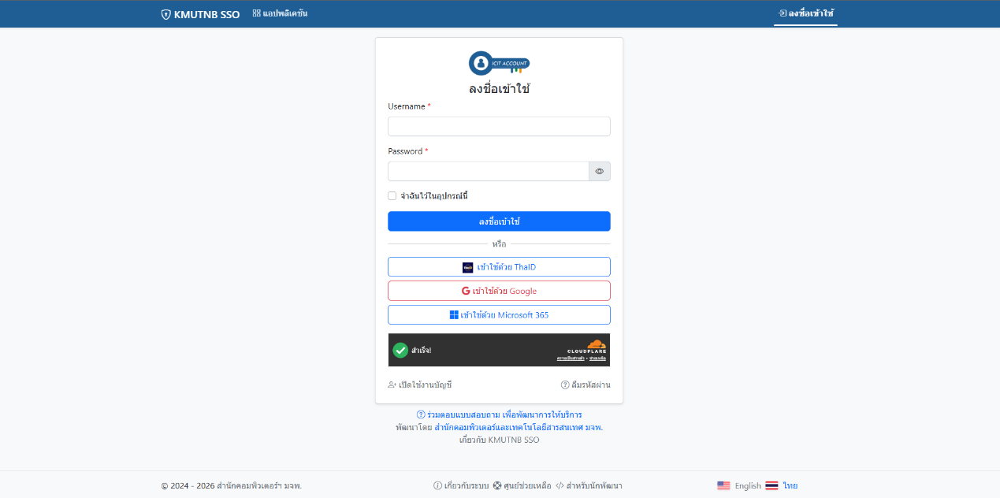 KMUTNB SSO แอปพลิเคชัน ลงชื่อเข้าใช้
ICIT ACCOUNT
ลงชื่อเข้าใช้
Username *
Password *
จำฉันไว้ในอุปกรณ์นี้
ลงชื่อเข้าใช้
หรือ
ThaiD เข้าใช้ด้วย ThaID
เข้าใช้ด้วย Google
เข้าใช้ด้วย Microsoft 365
สำเร็จ!
CLOUDFLARE
ความเป็นส่วนตัว • ช่วยเหลือ
เปิดใช้งานบัญชี ลืมรหัสผ่าน
ร่วมตอบแบบสอบถาม เพื่อพัฒนาการให้บริการ
พัฒนาโดย สำนักคอมพิวเตอร์และเทคโนโลยีสารสนเทศ มจพ.
เกี่ยวกับ KMUTNB SSO
© 2024 - 2026 สำนักคอมพิวเตอร์ฯ มจพ. เกี่ยวกับระบบ ศูนย์ช่วยเหลือ สำหรับนักพัฒนา English ไทย